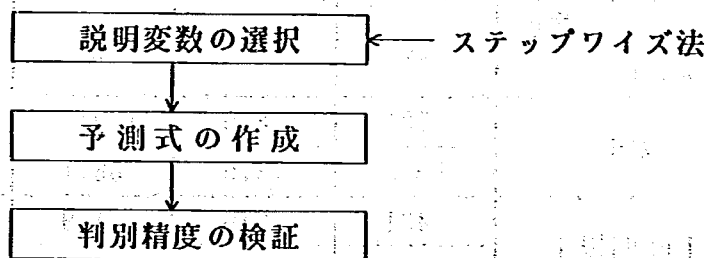 説明変数の選択 ステップワイズ法
予測式の作成
判別精度の検証